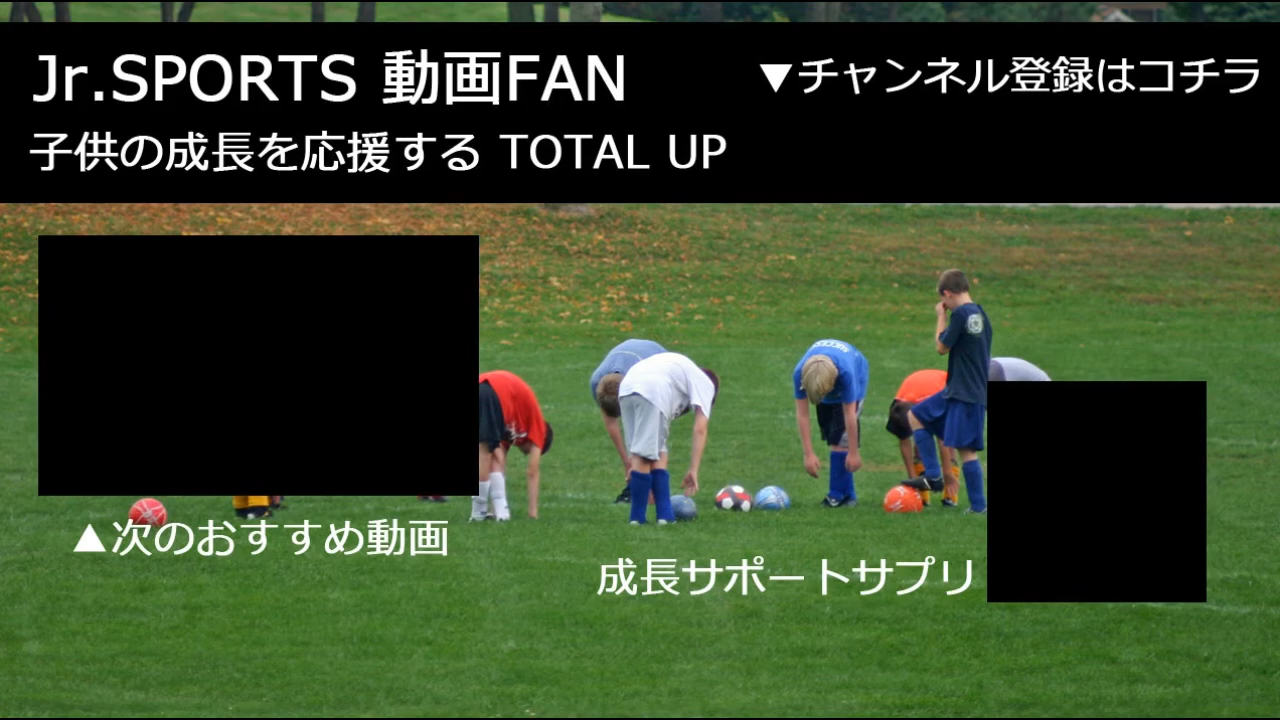 Jr.SPORTS 動画FAN
▼チャンネル登録はコチラ
子供の成長を応援する TOTAL UP
▲次のおすすめ動画
成長サポートサプリ